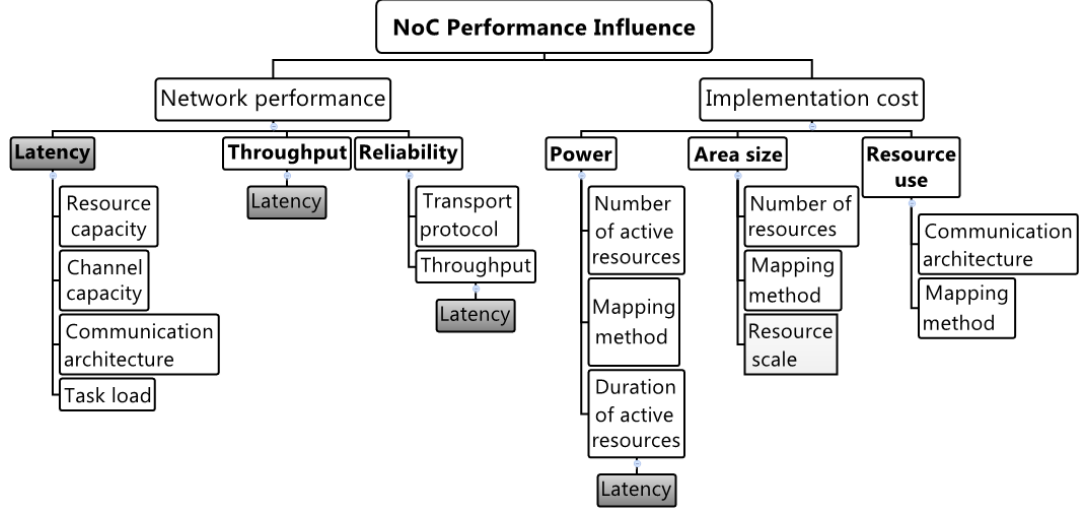 NoC Performance Influence
Network performance
Implementation cost
Latency
Resource
capacity
Channel
capacity
Communication
architecture
Task load
Throughput
Latency
Reliability
Transport
protocol
Throughput
Latency
Power
Number
of active
resources
Mapping
method
Duration
of active
resources
Latency
Area size
Number of
resources
Mapping
method
Resource
scale
Resource
use
Communication
architecture
Mapping
method